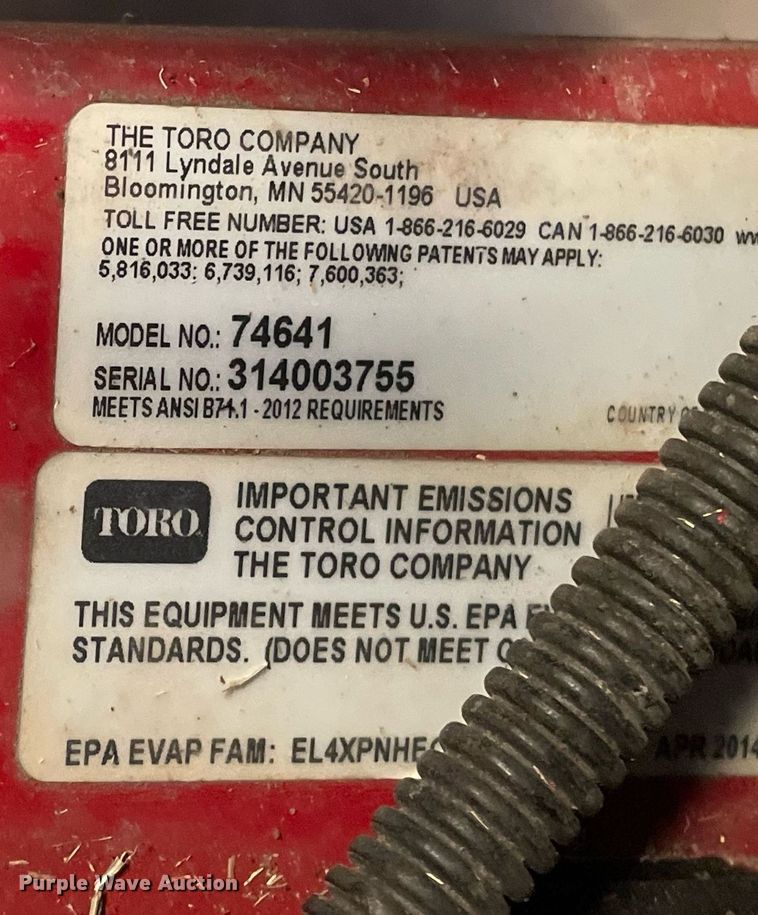 THE TORO COMPANY
8111 Lyndale Avenue South
Bloomington, MN 55420-1196 USA
TOLL FREE NUMBER: USA 1-866-216-6029 CAN 1-866-216-6030
ONE OR MORE OF THE FOLLOWING PATENTS MAY APPLY:
5,816,033; 6,739,116; 7,600,363;
MODEL NO.: 74641
SERIAL NO.: 314003755
MEETS ANSI B71.1 - 2012 REQUIREMENTS
COUNTRY
TORO
IMPORTANT EMISSIONS
CONTROL INFORMATION
THE TORO COMPANY
THIS EQUIPMENT MEETS U.S. EPA
STANDARDS. (DOES NOT MEET
EPA EVAP FAM: EL4XPNHE
APR 2014
Purple Wave Auction